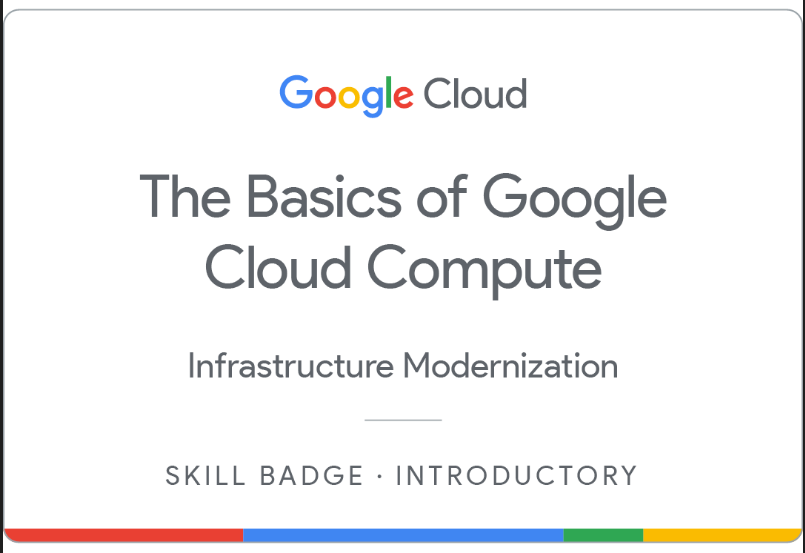 Google Cloud
The Basics of Google
Cloud Compute
Infrastructure Modernization
SKILL BADGE · INTRODUCTORY